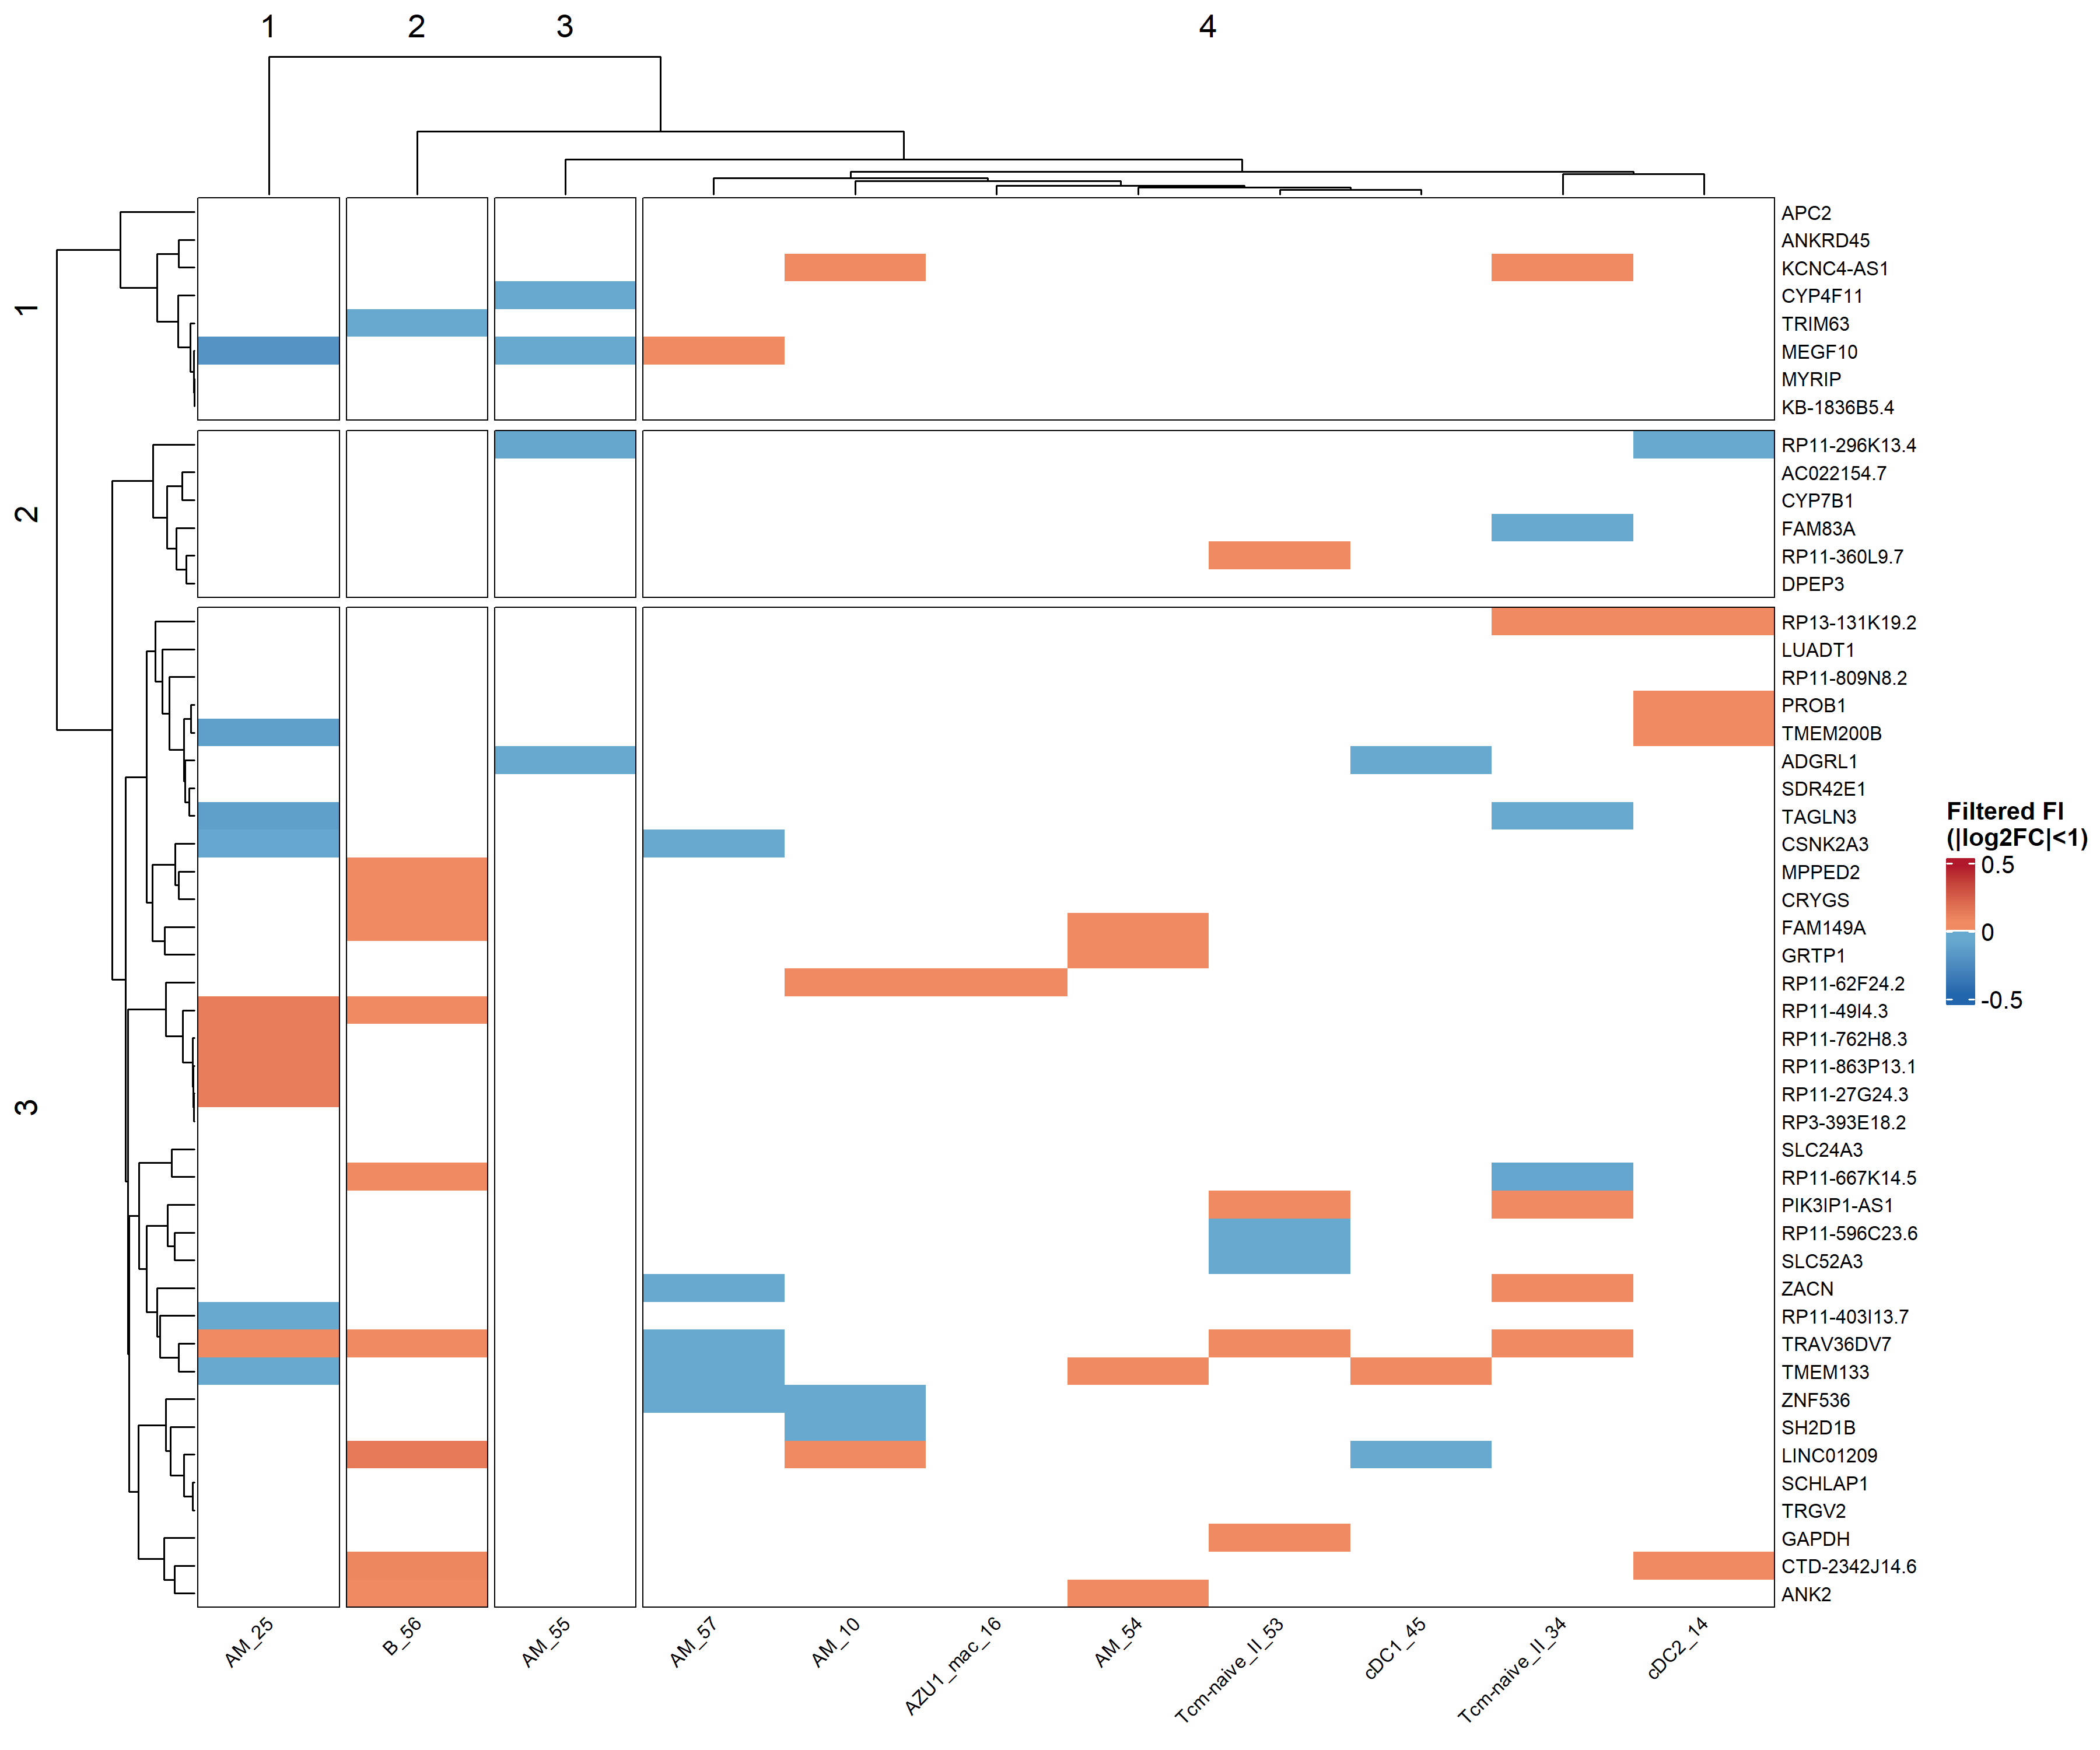 1
2
3
4
1
2
3
APC2
ANKRD45
KCNC4-AS1
CYP4F11
TRIM63
MEGF10
MYRIP
KB-1836B5.4
RP11-296K13.4
AC022154.7
CYP7B1
FAM83A
RP11-360L9.7
DPEP3
RP13-131K19.2
LUADT1
RP11-809N8.2
PROB1
TMEM200B
ADGRL1
SDR42E1
TAGLN3
CSNK2A3
MPPED2
CRYGS
FAM149A
GRTP1
RP11-62F24.2
RP11-49I4.3
RP11-762H8.3
RP11-863P13.1
RP11-27G24.3
RP3-393E18.2
SLC24A3
RP11-667K14.5
PIK3IP1-AS1
RP11-596C23.6
SLC52A3
ZACN
RP11-403I13.7
TRAV36DV7
TMEM133
ZNF536
SH2D1B
LINC01209
SCHLAP1
TRGV2
GAPDH
CTD-2342J14.6
ANK2
Filtered FI
(|log2FC|<1)
0.5
0
-0.5
AM_25
B_56
AM_55
AM_57
AM_10
AZU1_mac_16
AM_54
Tcm-naive_II_53
cDC1_45
Tcm-naive_II_34
cDC2_14